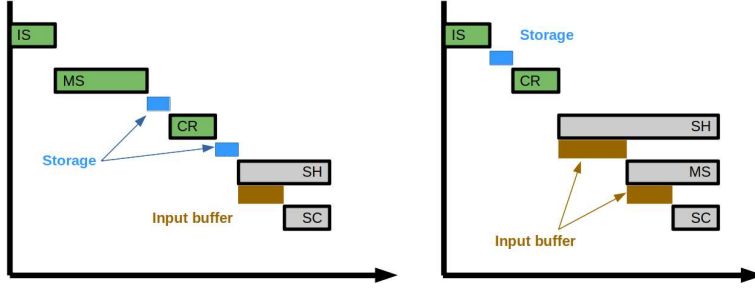 IS
MS
CR
Storage
SH
Input buffer
SC
IS
Storage
CR
SH
MS
SC
Input buffer